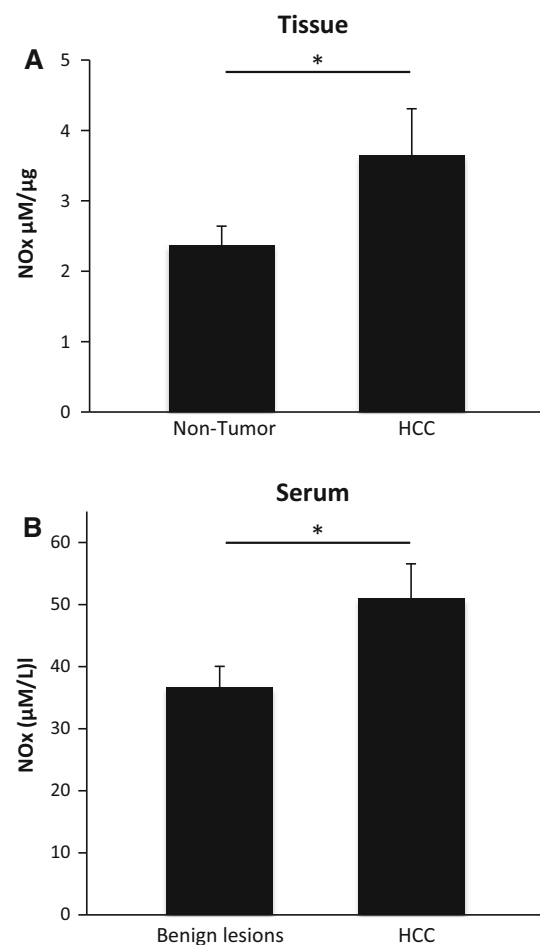 Tissue
A
5
*
4
3
2
1
0
NOx µM/µg
Non-Tumor HCC
Serum
B
60
*
50
40
30
20
10
0
NOx (µM/L)l
Benign lesions HCC